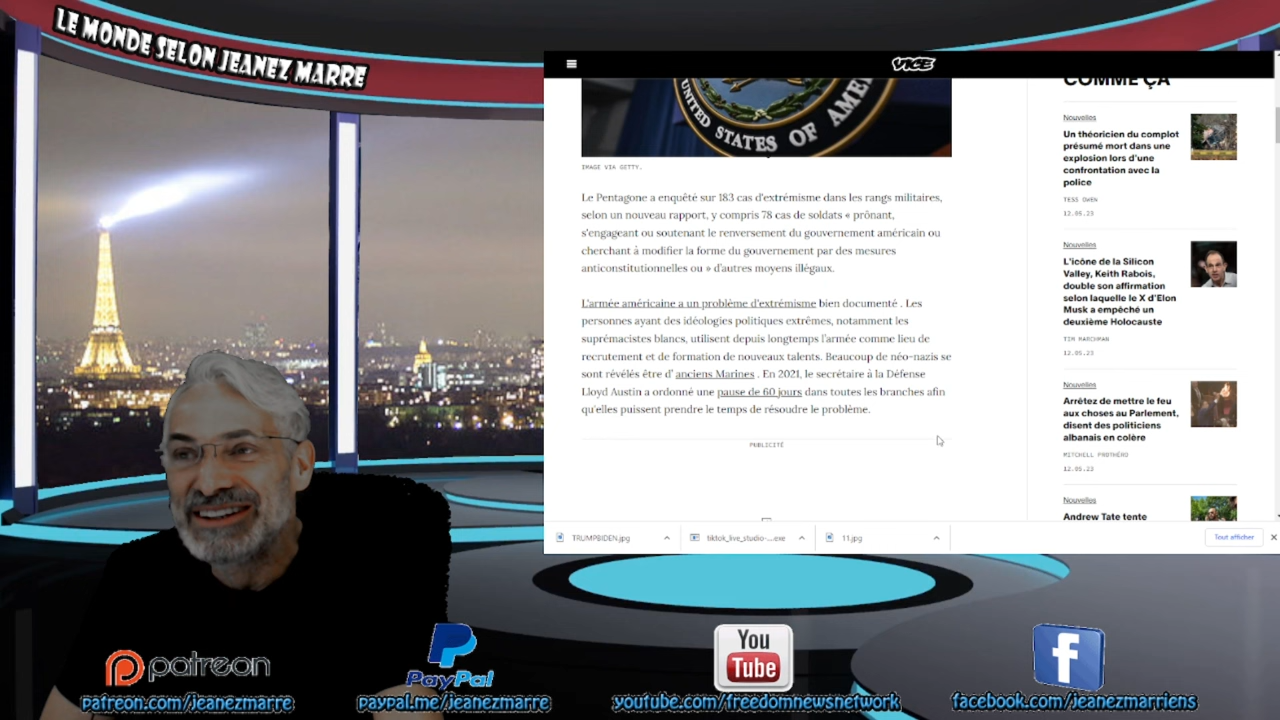 LE MONDE SELON JEANEZ MARRE
VICE
UNITED STATES OF AMERI
IMAGE VIA GETTY.
Le Pentagone a enquêté sur 183 cas d'extrémisme dans les rangs militaires,
selon un nouveau rapport, y compris 78 cas de soldats « prônant,
s'engageant ou soutenant le renversement du gouvernement américain ou
cherchant à modifier la forme du gouvernement par des mesures
anticonstitutionnelles ou » d'autres moyens illégaux.
L'armée américaine a un problème d'extrémisme bien documenté . Les
personnes ayant des idéologies politiques extrêmes, notamment les
suprémacistes blancs, utilisent depuis longtemps l'armée comme lieu de
recrutement et de formation de nouveaux talents. Beaucoup de néo-nazis se
sont révélés être d' anciens Marines . En 2021, le secrétaire à la Défense
Lloyd Austin a ordonné une pause de 60 jours dans toutes les branches afin
qu'elles puissent prendre le temps de résoudre le problème.
PUBLICITÉ
COMME ÇA
Nouvelles
Un théoricien du complot
présumé mort dans une
explosion lors d'une
confrontation avec la
police
TESS OWEN
12.05.23
Nouvelles
L'icône de la Silicon
Valley, Keith Rabois,
double son affirmation
selon laquelle le X d'Elon
Musk a empêché un
deuxième Holocauste
TIM MARCHMAN
12.05.23
Nouvelles
Arrêtez de mettre le feu
aux choses au Parlement,
disent des politiciens
albanais en colère
MITCHELL PROTHERO
12.05.23
Nouvelles
Andrew Tate tente
TRUMPBIDEN.jpg
tiktok_live_studio-....exe
11.jpg
Tout afficher
patreon
PayPal
You
Tube
f
patreon.com/jeanezmarre
paypal.me/jeanezmarre
youtube.com/freedomnewsnetwork
facebook.com/jeanezmarriens